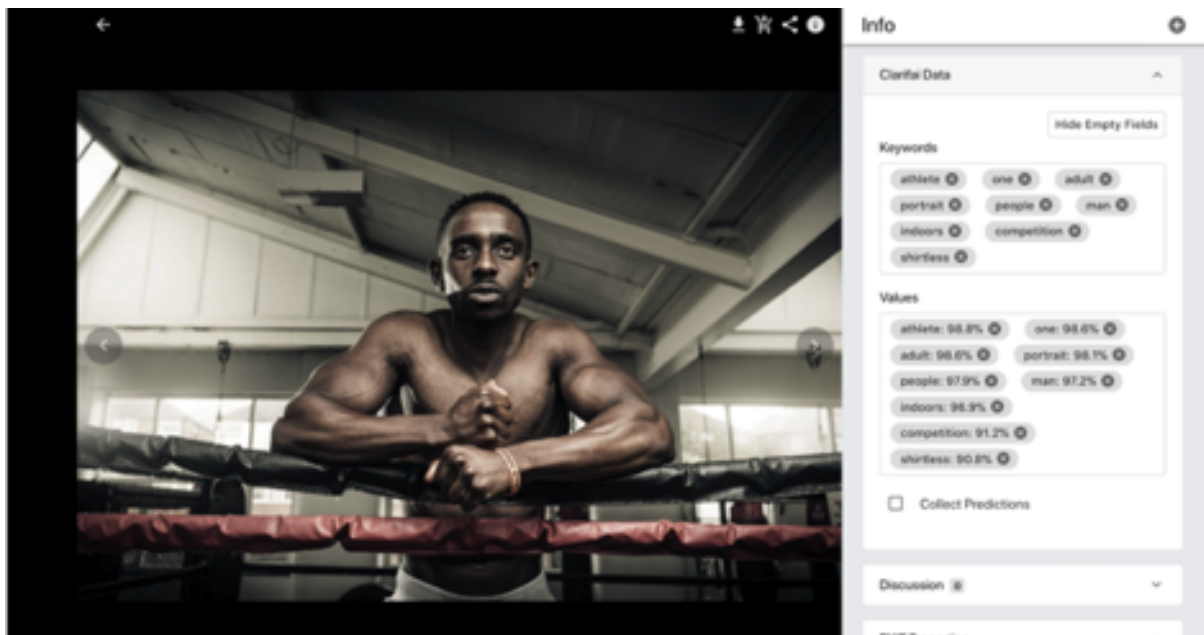 Info
Clarifai Data
Hide Empty Fields
Keywords
athlete one adult
portrait people man
indoors competition
shirtless
Values
athlete: 98.8% one: 98.6%
adult: 98.6% portrait: 98.1%
people: 97.9% man: 97.2%
indoors: 96.9%
competition: 91.2%
shirtless: 90.8%
Collect Predictions
Discussion